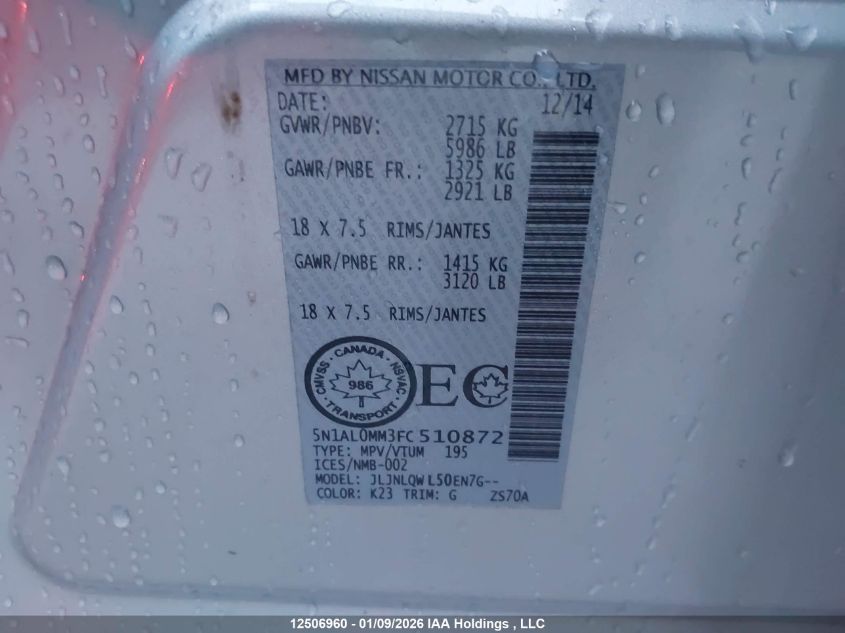 MFD BY NISSAN MOTOR CO., LTD.
DATE: 12/14
GVWR/PNBV: 2715 KG
5986 LB
GAWR/PNBE FR.: 1325 KG
2921 LB
18 X 7.5 RIMS/JANTES
GAWR/PNBE RR.: 1415 KG
3120 LB
18 X 7.5 RIMS/JANTES
CMVSS · CANADA · NSVAC
986
· TRANSPORT ·
EC
5N1AL0MM3FC510872
TYPE: MPV/VTUM 195
ICES/NMB-002
MODEL: JLJNLQWL50EN7G--
COLOR: K23 TRIM: G ZS70A
12506960 - 01/09/2026 IAA Holdings , LLC